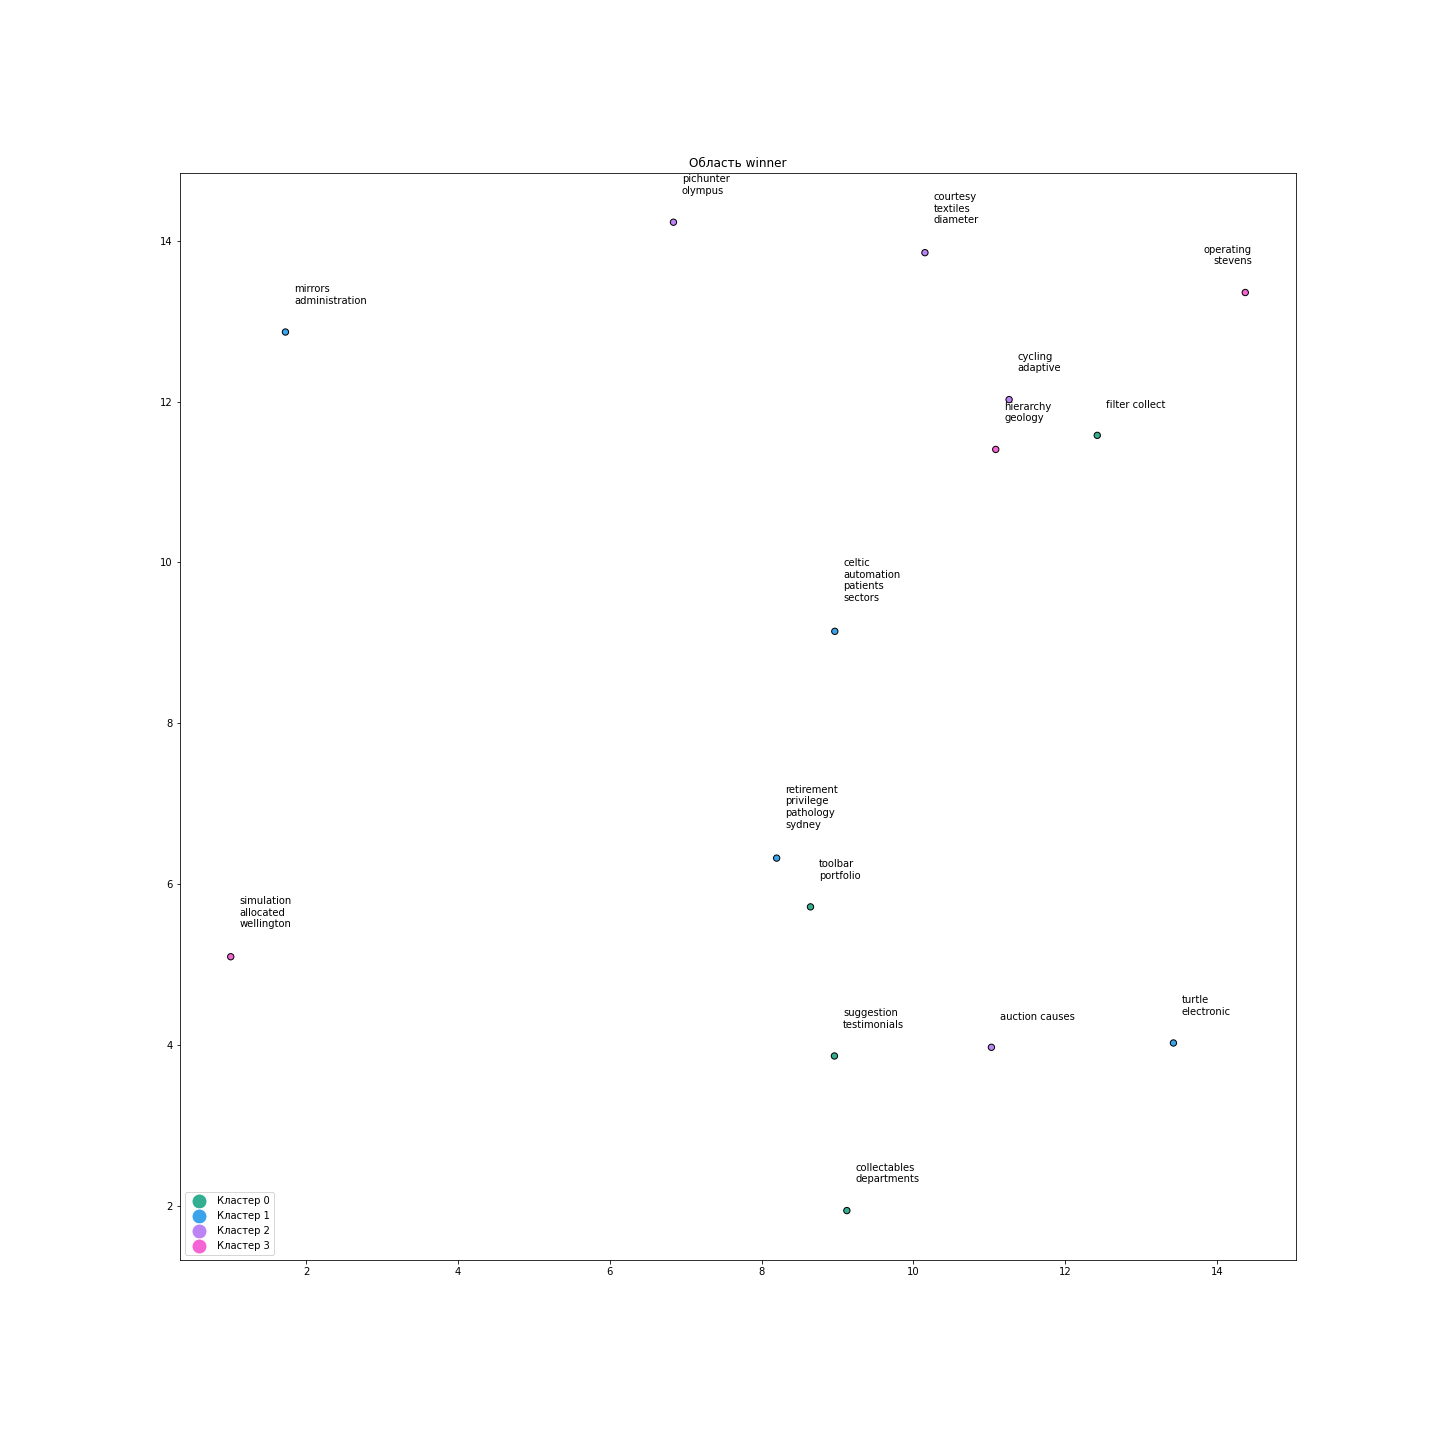 Область winner
pichunter
olympus
courtesy
textiles
diameter
operating
stevens
mirrors
administration
cycling
adaptive
hierarchy
geology
filter collect
celtic
automation
patients
sectors
retirement
privilege
pathology
sydney
toolbar
portfolio
simulation
allocated
wellington
suggestion
testimonials
auction causes
turtle
electronic
collectables
departments
14
12
10
8
6
4
2
Кластер 0
Кластер 1
Кластер 2
Кластер 3
2
4
6
8
10
12
14